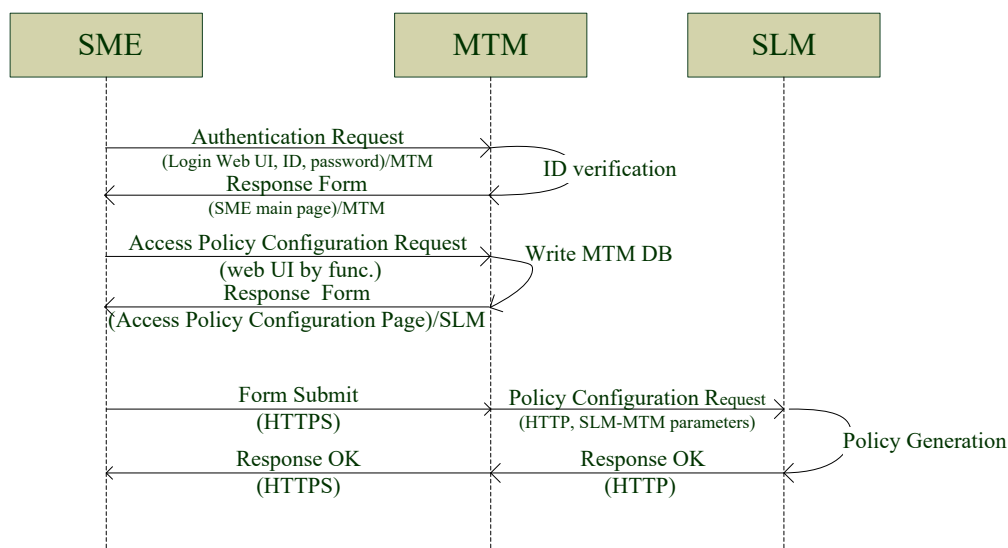 SME
MTM
SLM
Authentication Request
(Login Web UI, ID, password)/MTM
ID verification
Response Form
(SME main page)/MTM
Access Policy Configuration Request
(web UI by func.)
Write MTM DB
Response Form
(Access Policy Configuration Page)/SLM
Form Submit
(HTTPS)
Policy Configuration Request
(HTTP, SLM-MTM parameters)
Policy Generation
Response OK
(HTTPS)
Response OK
(HTTP)